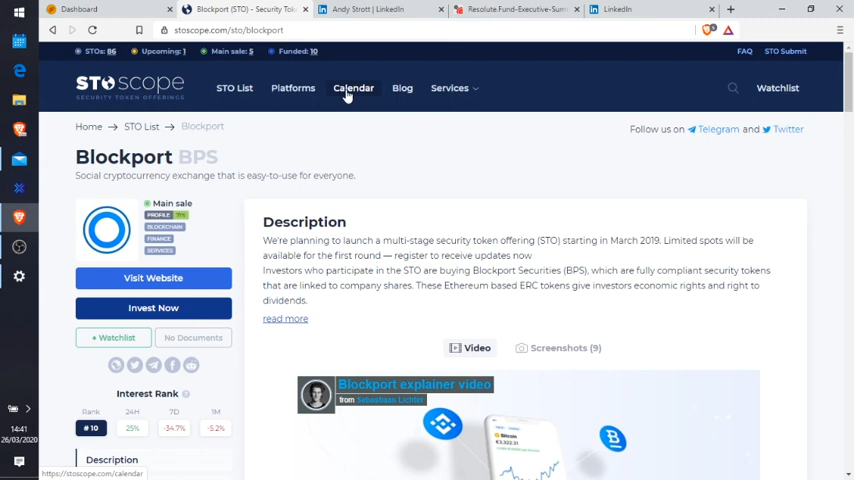 Dashboard
Blockport (STO) - Security Tok
Andy Strott | LinkedIn
Resolute.Fund-Executive-Sum
LinkedIn
stoscope.com/sto/blockport
STOs: 86
Upcoming: 1
Main sale: 5
Funded: 10
FAQ
STO Submit
STOscope
SECURITY TOKEN OFFERINGS
STO List
Platforms
Calendar
Blog
Services
Watchlist
Home → STO List → Blockport
Follow us on Telegram and Twitter
Blockport BPS
Social cryptocurrency exchange that is easy-to-use for everyone.
Main sale
PROFILE
BLOCKCHAIN
FINANCE
SERVICES
Visit Website
Invest Now
+ Watchlist
No Documents
Interest Rank
Rank
24H
7D
1M
# 10
25%
-34.7%
-5.2%
Description
Description
We're planning to launch a multi-stage security token offering (STO) starting in March 2019. Limited spots will be
available for the first round — register to receive updates now
Investors who participate in the STO are buying Blockport Securities (BPS), which are fully compliant security tokens
that are linked to company shares. These Ethereum based ERC tokens give investors economic rights and right to
dividends.
read more
Video
Screenshots (9)
Blockport explainer video
from Sebastiaan Lichter
Bitcoin
€3.322,31
14:41
26/03/2020
https://stoscope.com/calendar